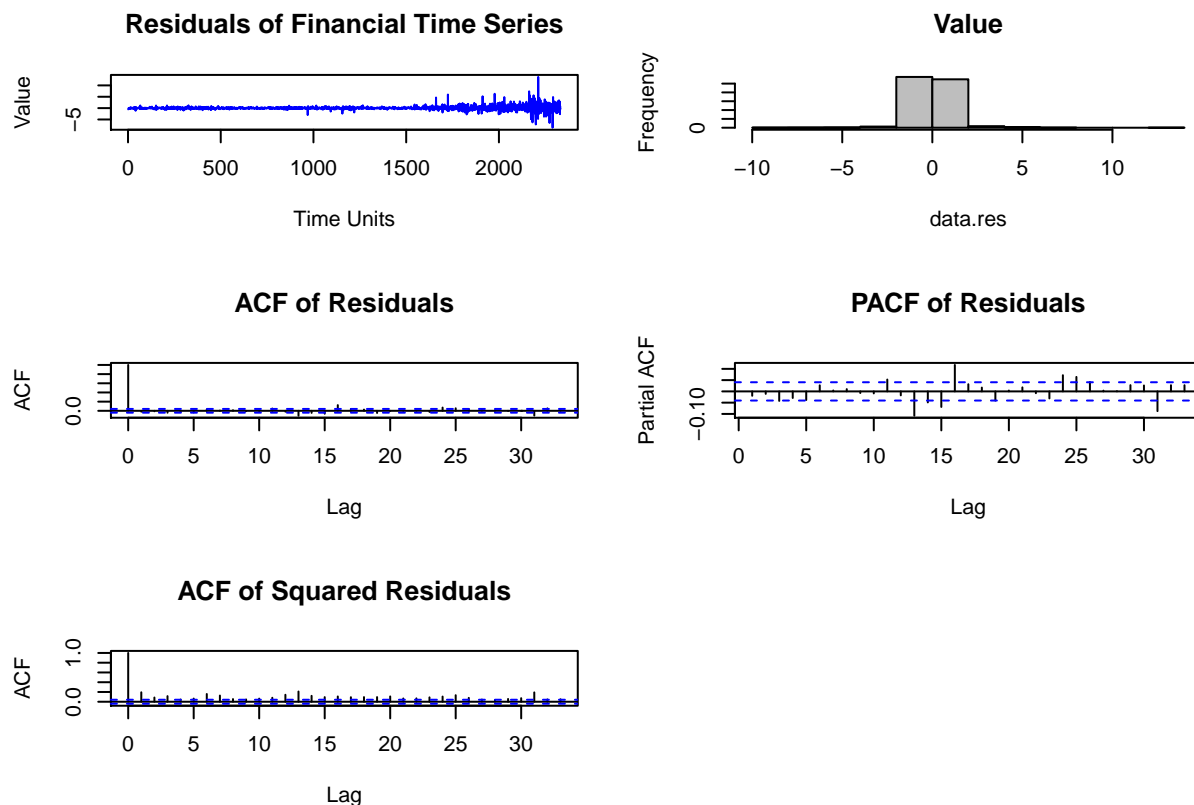 Residuals of Financial Time Series
Value
−5
0 500 1000 1500 2000
Time Units
Value
Frequency
0
−10 −5 0 5 10
data.res
ACF of Residuals
ACF
0.0
0 5 10 15 20 25 30
Lag
PACF of Residuals
Partial ACF
−0.10
0 5 10 15 20 25 30
Lag
ACF of Squared Residuals
ACF
0.0 1.0
0 5 10 15 20 25 30
Lag